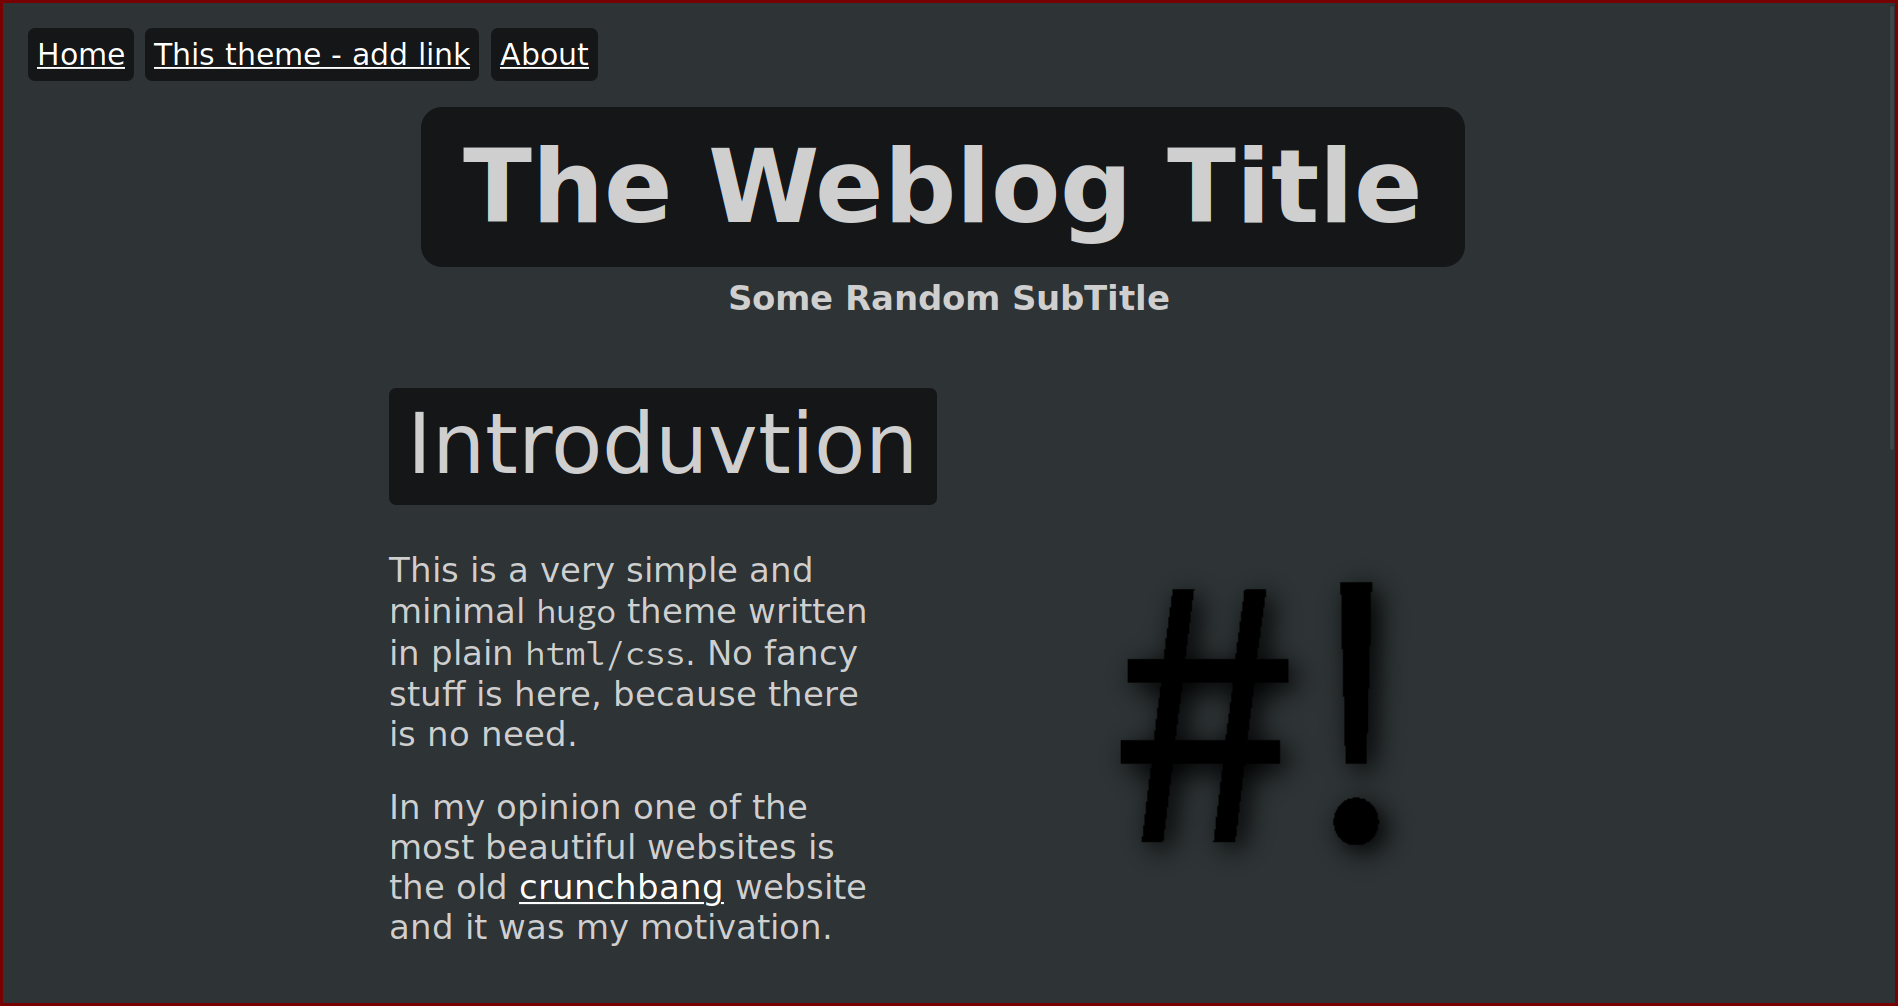 Home This theme - add link About
The Weblog Title
Some Random SubTitle
Introduvtion
This is a very simple and
minimal hugo theme written
in plain html/css. No fancy
stuff is here, because there
is no need.
#!
In my opinion one of the
most beautiful websites is
the old crunchbang website
and it was my motivation.